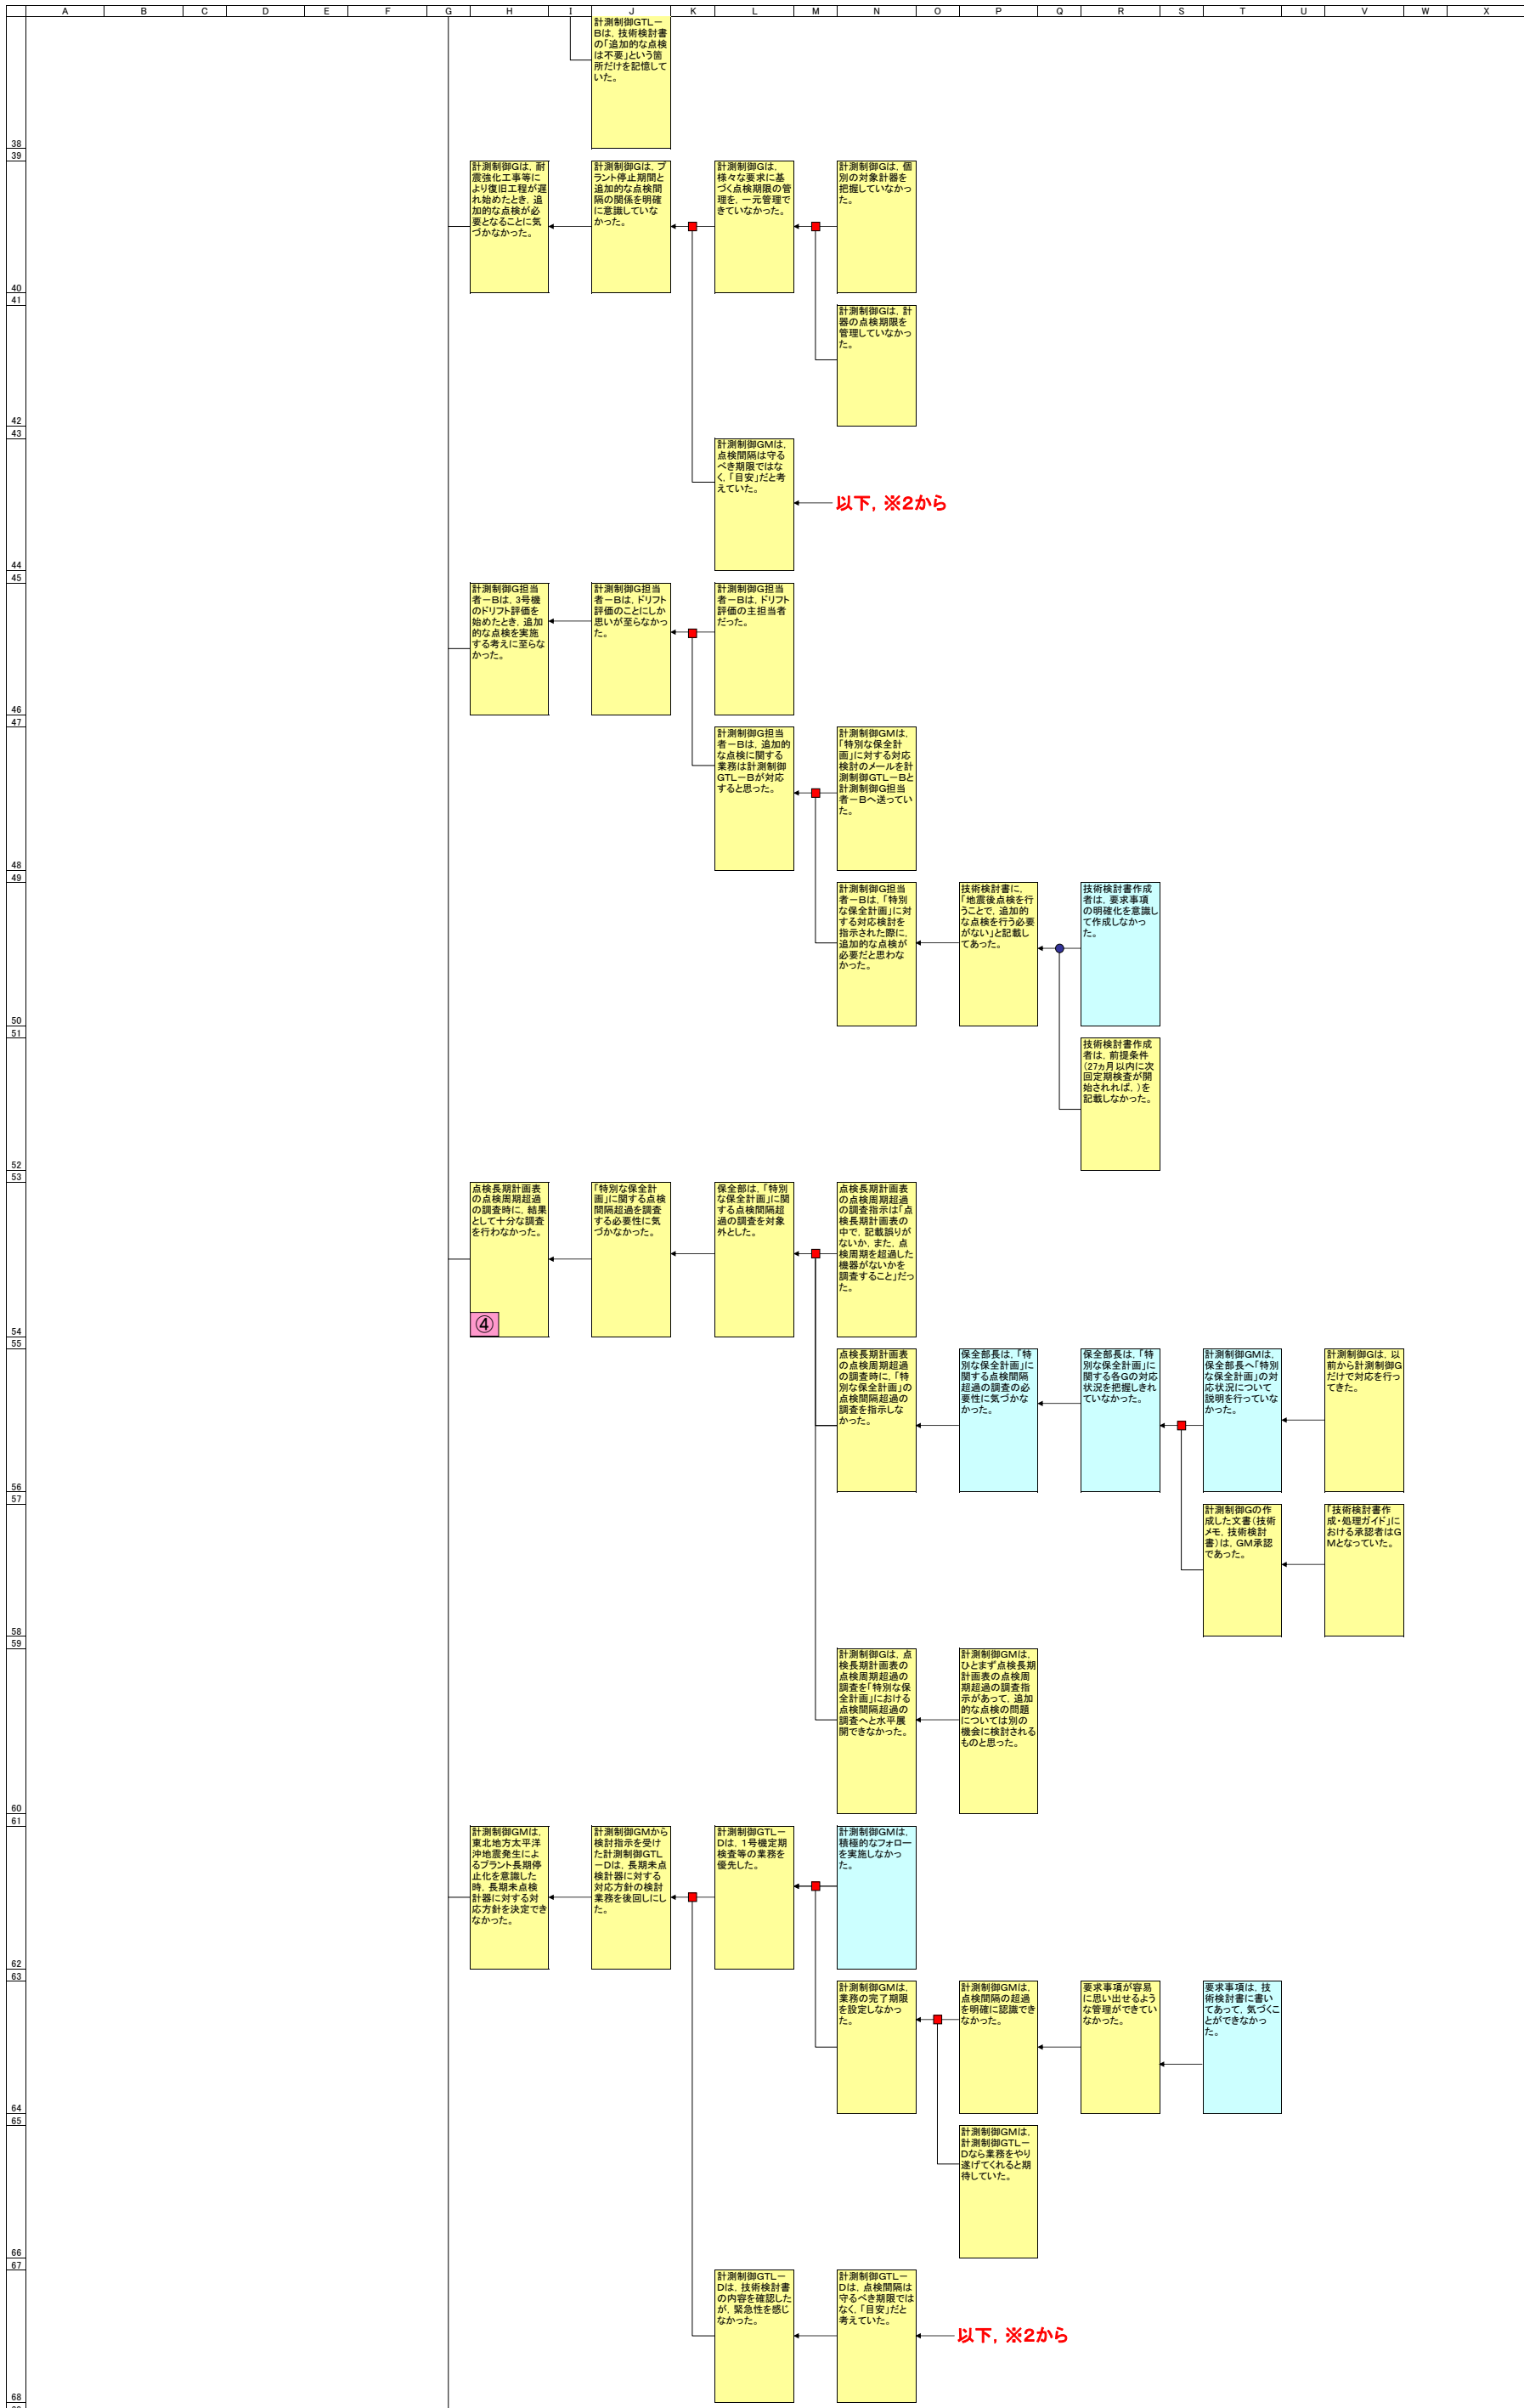 A B C D E F G H I J K L M N O P Q R S T U V W X
計測制御GTL－
Bは，技術検討書
の「追加的な点検
は不要」という箇
所だけを記憶して
いた。
38
39
計測制御Gは，耐
震強化工事等に
より復旧工程が遅
れ始めたとき，追
加的な点検が必
要となることに気
づかなかった。
計測制御Gは，プ
ラント停止期間と
追加的な点検間
隔の関係を明確
に意識していな
かった。
計測制御Gは，
様々な要求に基
づく点検期限の管
理を，一元管理で
きていなかった。
計測制御Gは，個
別の対象計器を
把握していなかっ
た。
40
41
計測制御Gは，計
器の点検期限を
管理していなかっ
た。
42
43
計測制御GMは，
点検間隔は守る
べき期限ではな
く，「目安」だと考
えていた。
以下，※2から
44
45
計測制御G担当
者－Bは，3号機
のドリフト評価を
始めたとき，追加
的な点検を実施
する考えに至らな
かった。
計測制御G担当
者－Bは，ドリフト
評価のことにしか
思いが至らなかっ
た。
計測制御G担当
者－Bは，ドリフト
評価の主担当者
だった。
46
47
計測制御G担当
者－Bは，追加的
な点検に関する
業務は計測制御
GTL－Bが対応
すると思った。
計測制御GMは，
「特別な保全計
画」に対する対応
検討のメールを計
測制御GTL－Bと
計測制御G担当
者－Bへ送ってい
た。
48
49
計測制御G担当
者－Bは，「特別
な保全計画」に対
する対応検討を
指示された際に，
追加的な点検が
必要だと思わな
かった。
技術検討書に，
「地震後点検を行
うことで，追加的
な点検を行う必要
がない」と記載し
てあった。
技術検討書作成
者は，要求事項
の明確化を意識し
て作成しなかっ
た。
50
51
技術検討書作成
者は，前提条件
（27ヵ月以内に次
回定期検査が開
始されれば，）を
記載しなかった。
52
53
点検長期計画表
の点検周期超過
の調査時に，結果
として十分な調査
を行わなかった。
④
「特別な保全計
画」に関する点検
間隔超過を調査
する必要性に気
づかなかった。
保全部は，「特別
な保全計画」に関
する点検間隔超
過の調査を対象
外とした。
点検長期計画表
の点検周期超過
の調査指示は「点
検長期計画表の
中で，記載誤りが
ないか，また，点
検周期を超過した
機器がないかを
調査すること」だっ
た。
54
55
点検長期計画表
の点検周期超過
の調査時に，「特
別な保全計画」の
点検間隔超過の
調査を指示しな
かった。
保全部長は，「特
別な保全計画」に
関する点検間隔
超過の調査の必
要性に気づかな
かった。
保全部長は，「特
別な保全計画」に
関する各Gの対応
状況を把握しきれ
ていなかった。
計測制御GMは，
保全部長へ「特別
な保全計画」の対
応状況について
説明を行っていな
かった。
計測制御Gは，以
前から計測制御G
だけで対応を行っ
てきた。
56
57
計測制御Gの作
成した文書（技術
メモ，技術検討
書）は，GM承認
であった。
「技術検討書作
成・処理ガイド」に
おける承認者はG
Mとなっていた。
58
59
計測制御Gは，点
検長期計画表の
点検周期超過の
調査を「特別な保
全計画」における
点検間隔超過の
調査へと水平展
開できなかった。
計測制御GMは，
ひとまず点検長期
計画表の点検周
期超過の調査指
示があって，追加
的な点検の問題
については別の
機会に検討される
ものと思った。
60
61
計測制御GMは，
東北地方太平洋
沖地震発生によ
るプラント長期停
止化を意識した
時，長期未点検
計器に対する対
応方針を決定でき
なかった。
計測制御GMから
検討指示を受け
た計測制御GTL
－Dは，長期未点
検計器に対する
対応方針の検討
業務を後回しにし
た。
計測制御GTL－
Dは，1号機定期
検査等の業務を
優先した。
計測制御GMは，
積極的なフォロー
を実施しなかっ
た。
62
63
計測制御GMは，
業務の完了期限
を設定しなかっ
た。
計測制御GMは，
点検間隔の超過
を明確に認識でき
なかった。
要求事項が容易
に思い出せるよう
な管理ができてい
なかった。
要求事項は，技
術検討書に書い
てあって，気づくこ
とができなかっ
た。
64
65
計測制御GMは，
計測制御GTL－
Dなら業務をやり
遂げてくれると期
待していた。
66
67
計測制御GTL－
Dは，技術検討書
の内容を確認した
が，緊急性を感じ
なかった。
計測制御GTL－
Dは，点検間隔は
守るべき期限では
なく，「目安」だと
考えていた。
以下，※2から
68